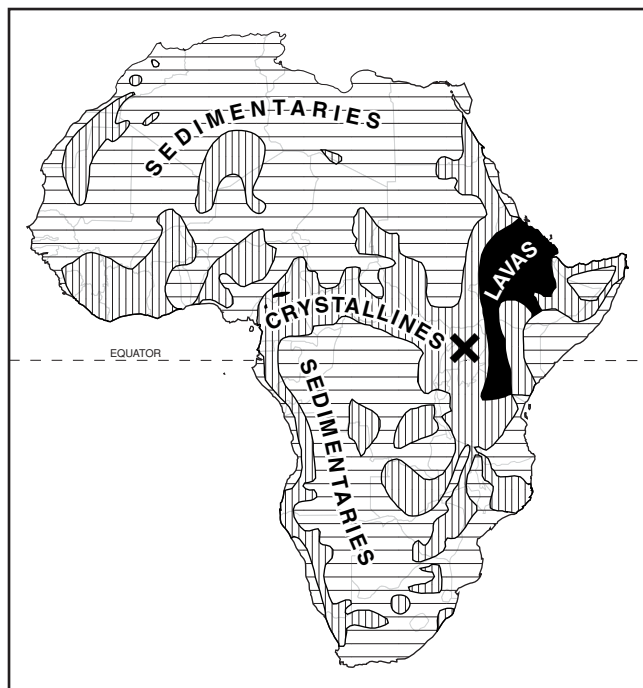 SEDIMENTARIES
LAVAS
CRYSTALLINES
EQUATOR
SEDIMENTARIES